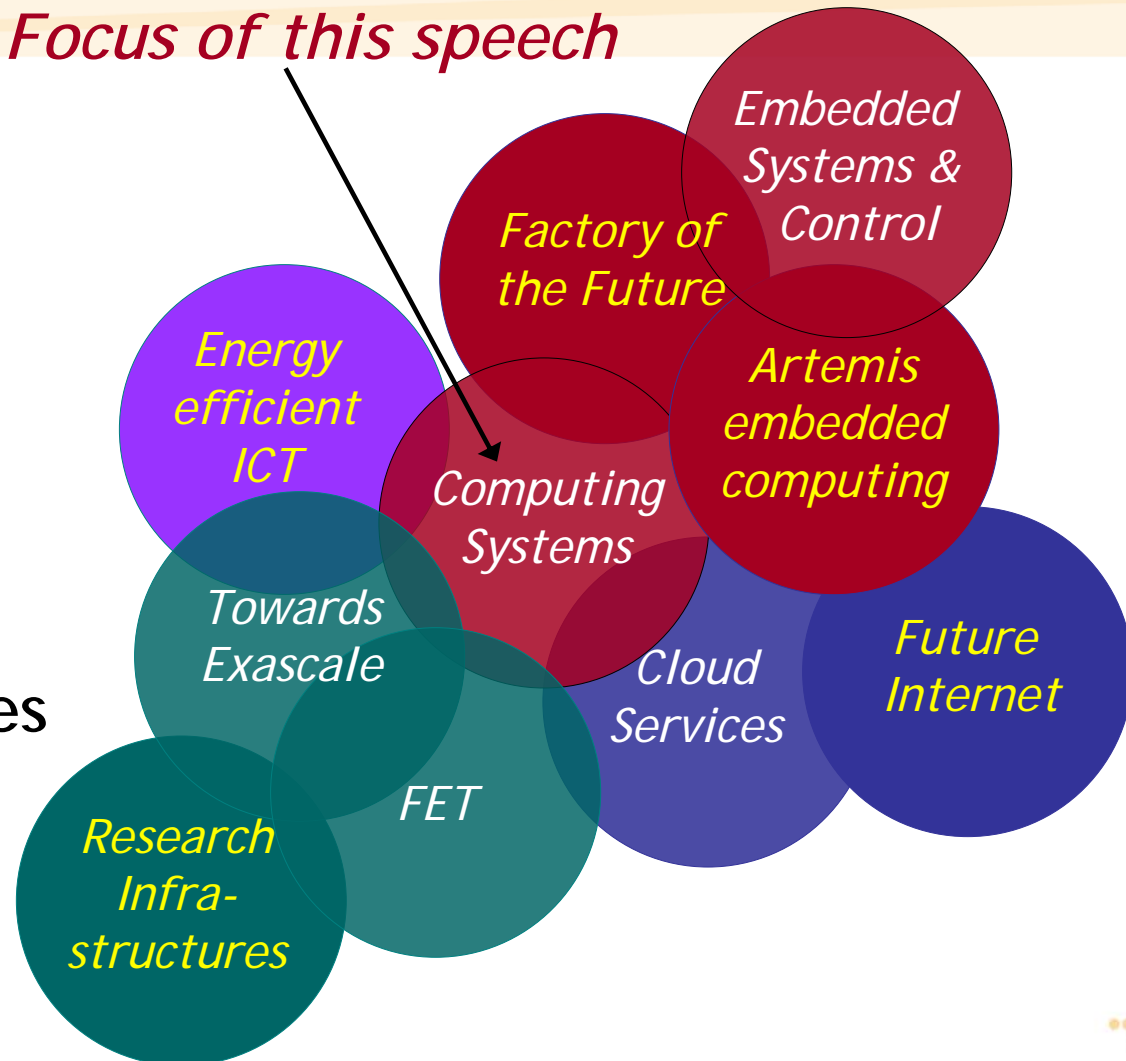 Focus of this speech
Embedded
Systems &
Control
Factory of
the Future
Energy
efficient
ICT
Artemis
embedded
computing
Computing
Systems
Towards
Exascale
Cloud
Services
Future
Internet
es
FET
Research
Infra-
structures